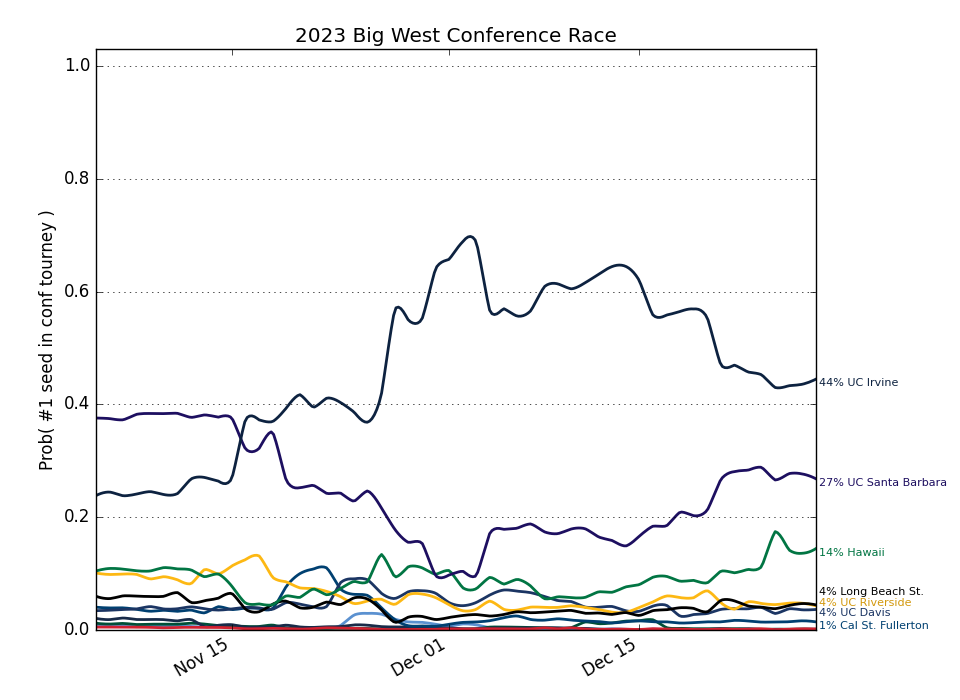 2023 Big West Conference Race
Prob( #1 seed in conf tourney )
1.0
0.8
0.6
0.4
0.2
0.0
Nov 15
Dec 01
Dec 15
44% UC Irvine
27% UC Santa Barbara
14% Hawaii
4% Long Beach St.
4% UC Riverside
4% UC Davis
1% Cal St. Fullerton